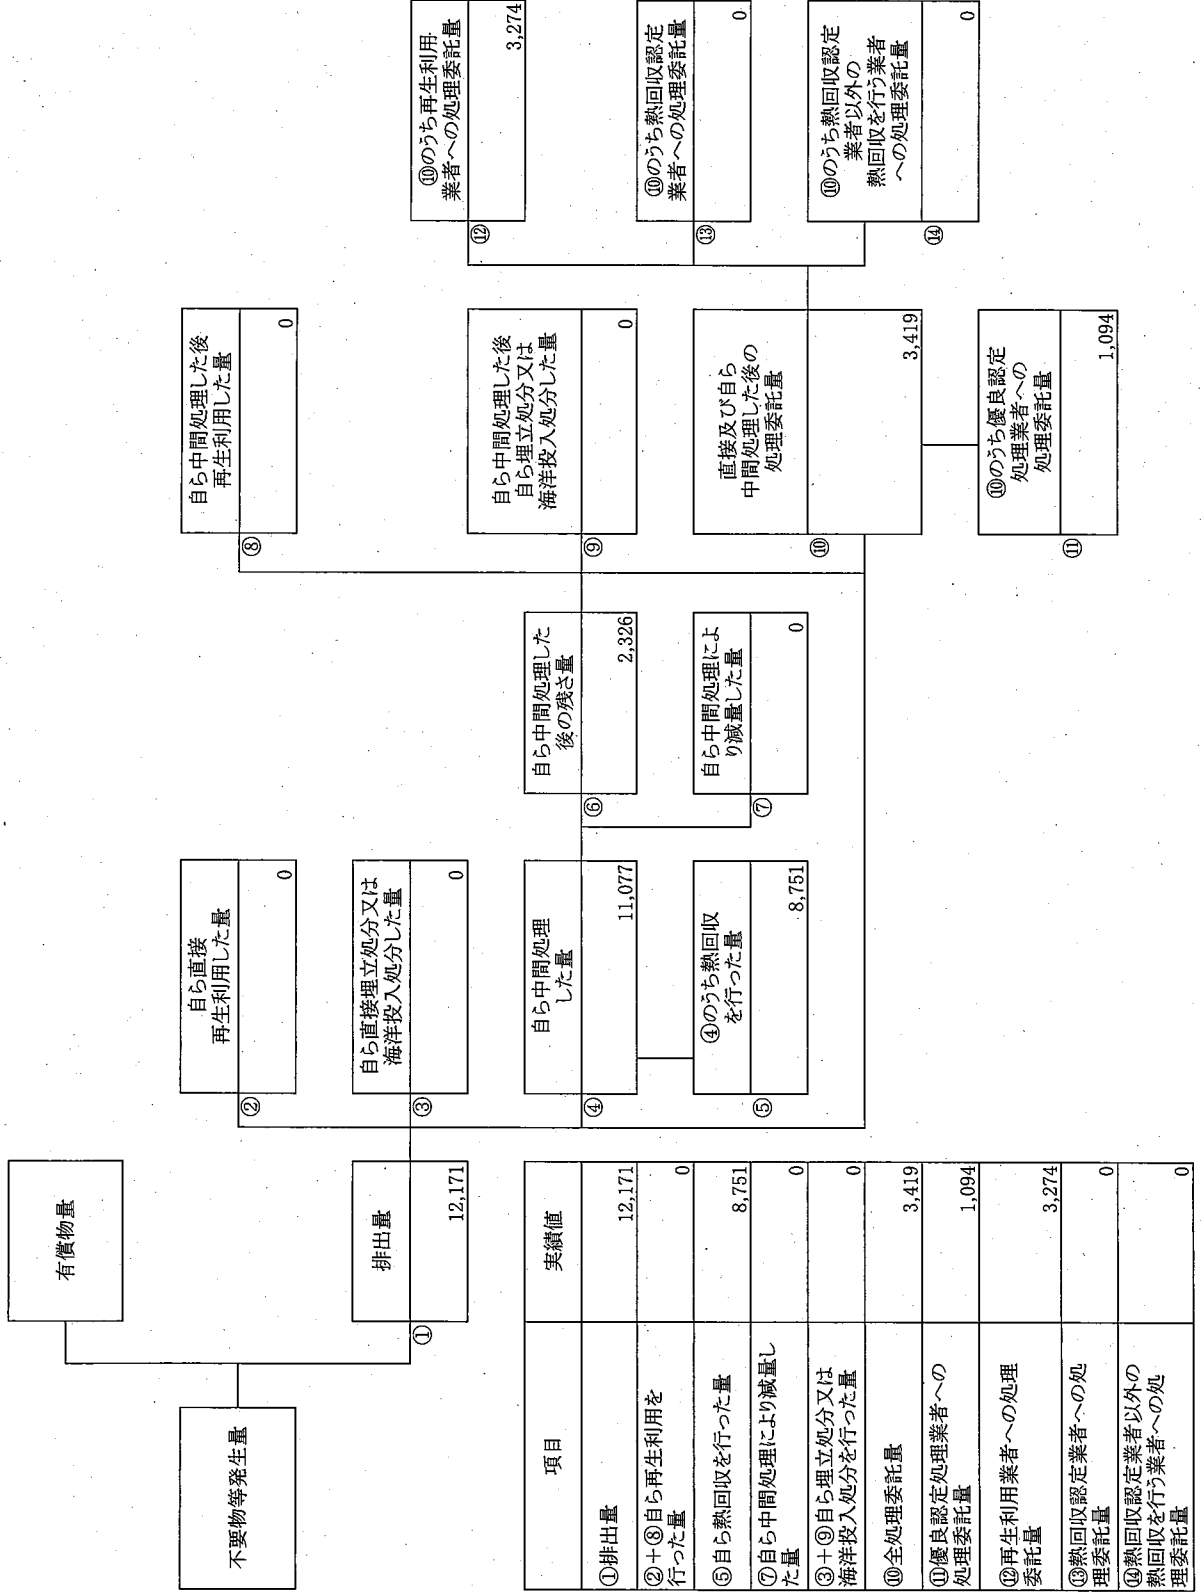 不要物等発生量
有償物量
①
排出量
12,171
②
自ら直接
再生利用した量
0
③
自ら直接埋立処分又は
海洋投入処分した量
0
④
自ら中間処理
した量
11,077
⑤
④のうち熱回収
を行った量
8,751
⑥
自ら中間処理した
後の残さ量
2,326
⑦
自ら中間処理によ
り減量した量
0
⑧
自ら中間処理した後
再生利用した量
0
⑨
自ら中間処理した後
自ら埋立処分又は
海洋投入処分した量
0
⑩
直接及び自ら
中間処理した後の
処理委託量
3,419
⑪
⑩のうち優良認定
処理業者への
処理委託量
1,094
⑫
⑩のうち再生利用
業者への処理委託量
3,274
⑬
⑩のうち熱回収認定
業者への処理委託量
0
⑭
⑩のうち熱回収認定
業者以外の
熱回収を行う業者
への処理委託量
0
項目 実績値
①排出量 12,171
②+⑧自ら再生利用を
行った量 0
⑤自ら熱回収を行った量 8,751
⑦自ら中間処理により減量し
た量 0
③+⑨自ら埋立処分又は
海洋投入処分を行った量 0
⑩全処理委託量 3,419
⑪優良認定処理業者への
処理委託量 1,094
⑫再生利用業者への処理
委託量 3,274
⑬熱回収認定業者への処
理委託量 0
⑭熱回収認定業者以外の
熱回収を行う業者への処
理委託量 0